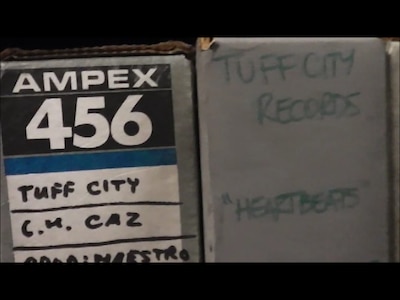 AMPEX
456
TUFF CITY
C.M. CAZ
TUFF CITY
RECORDS
"HEARTBEATS"